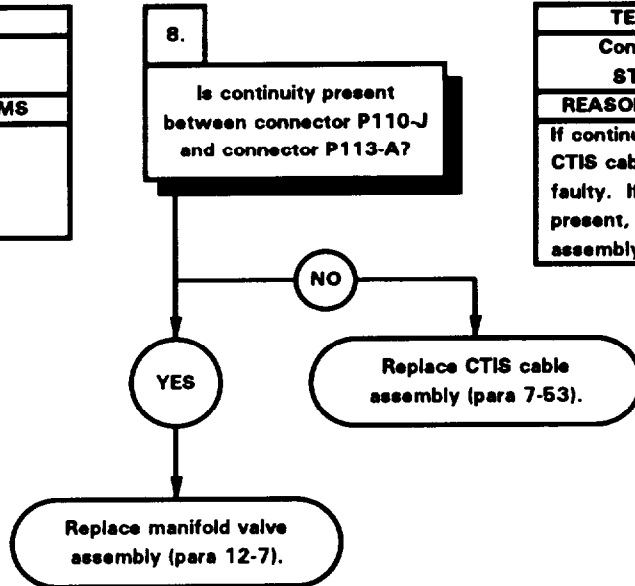 MS
8.
Is continuity present
between connector P110-J
and connector P113-A?
TE
Con
ST
REASO
If continu
CTIS cab
faulty. If
present,
assembly
NO
YES
Replace CTIS cable
assembly (para 7-53).
Replace manifold valve
assembly (para 12-7).